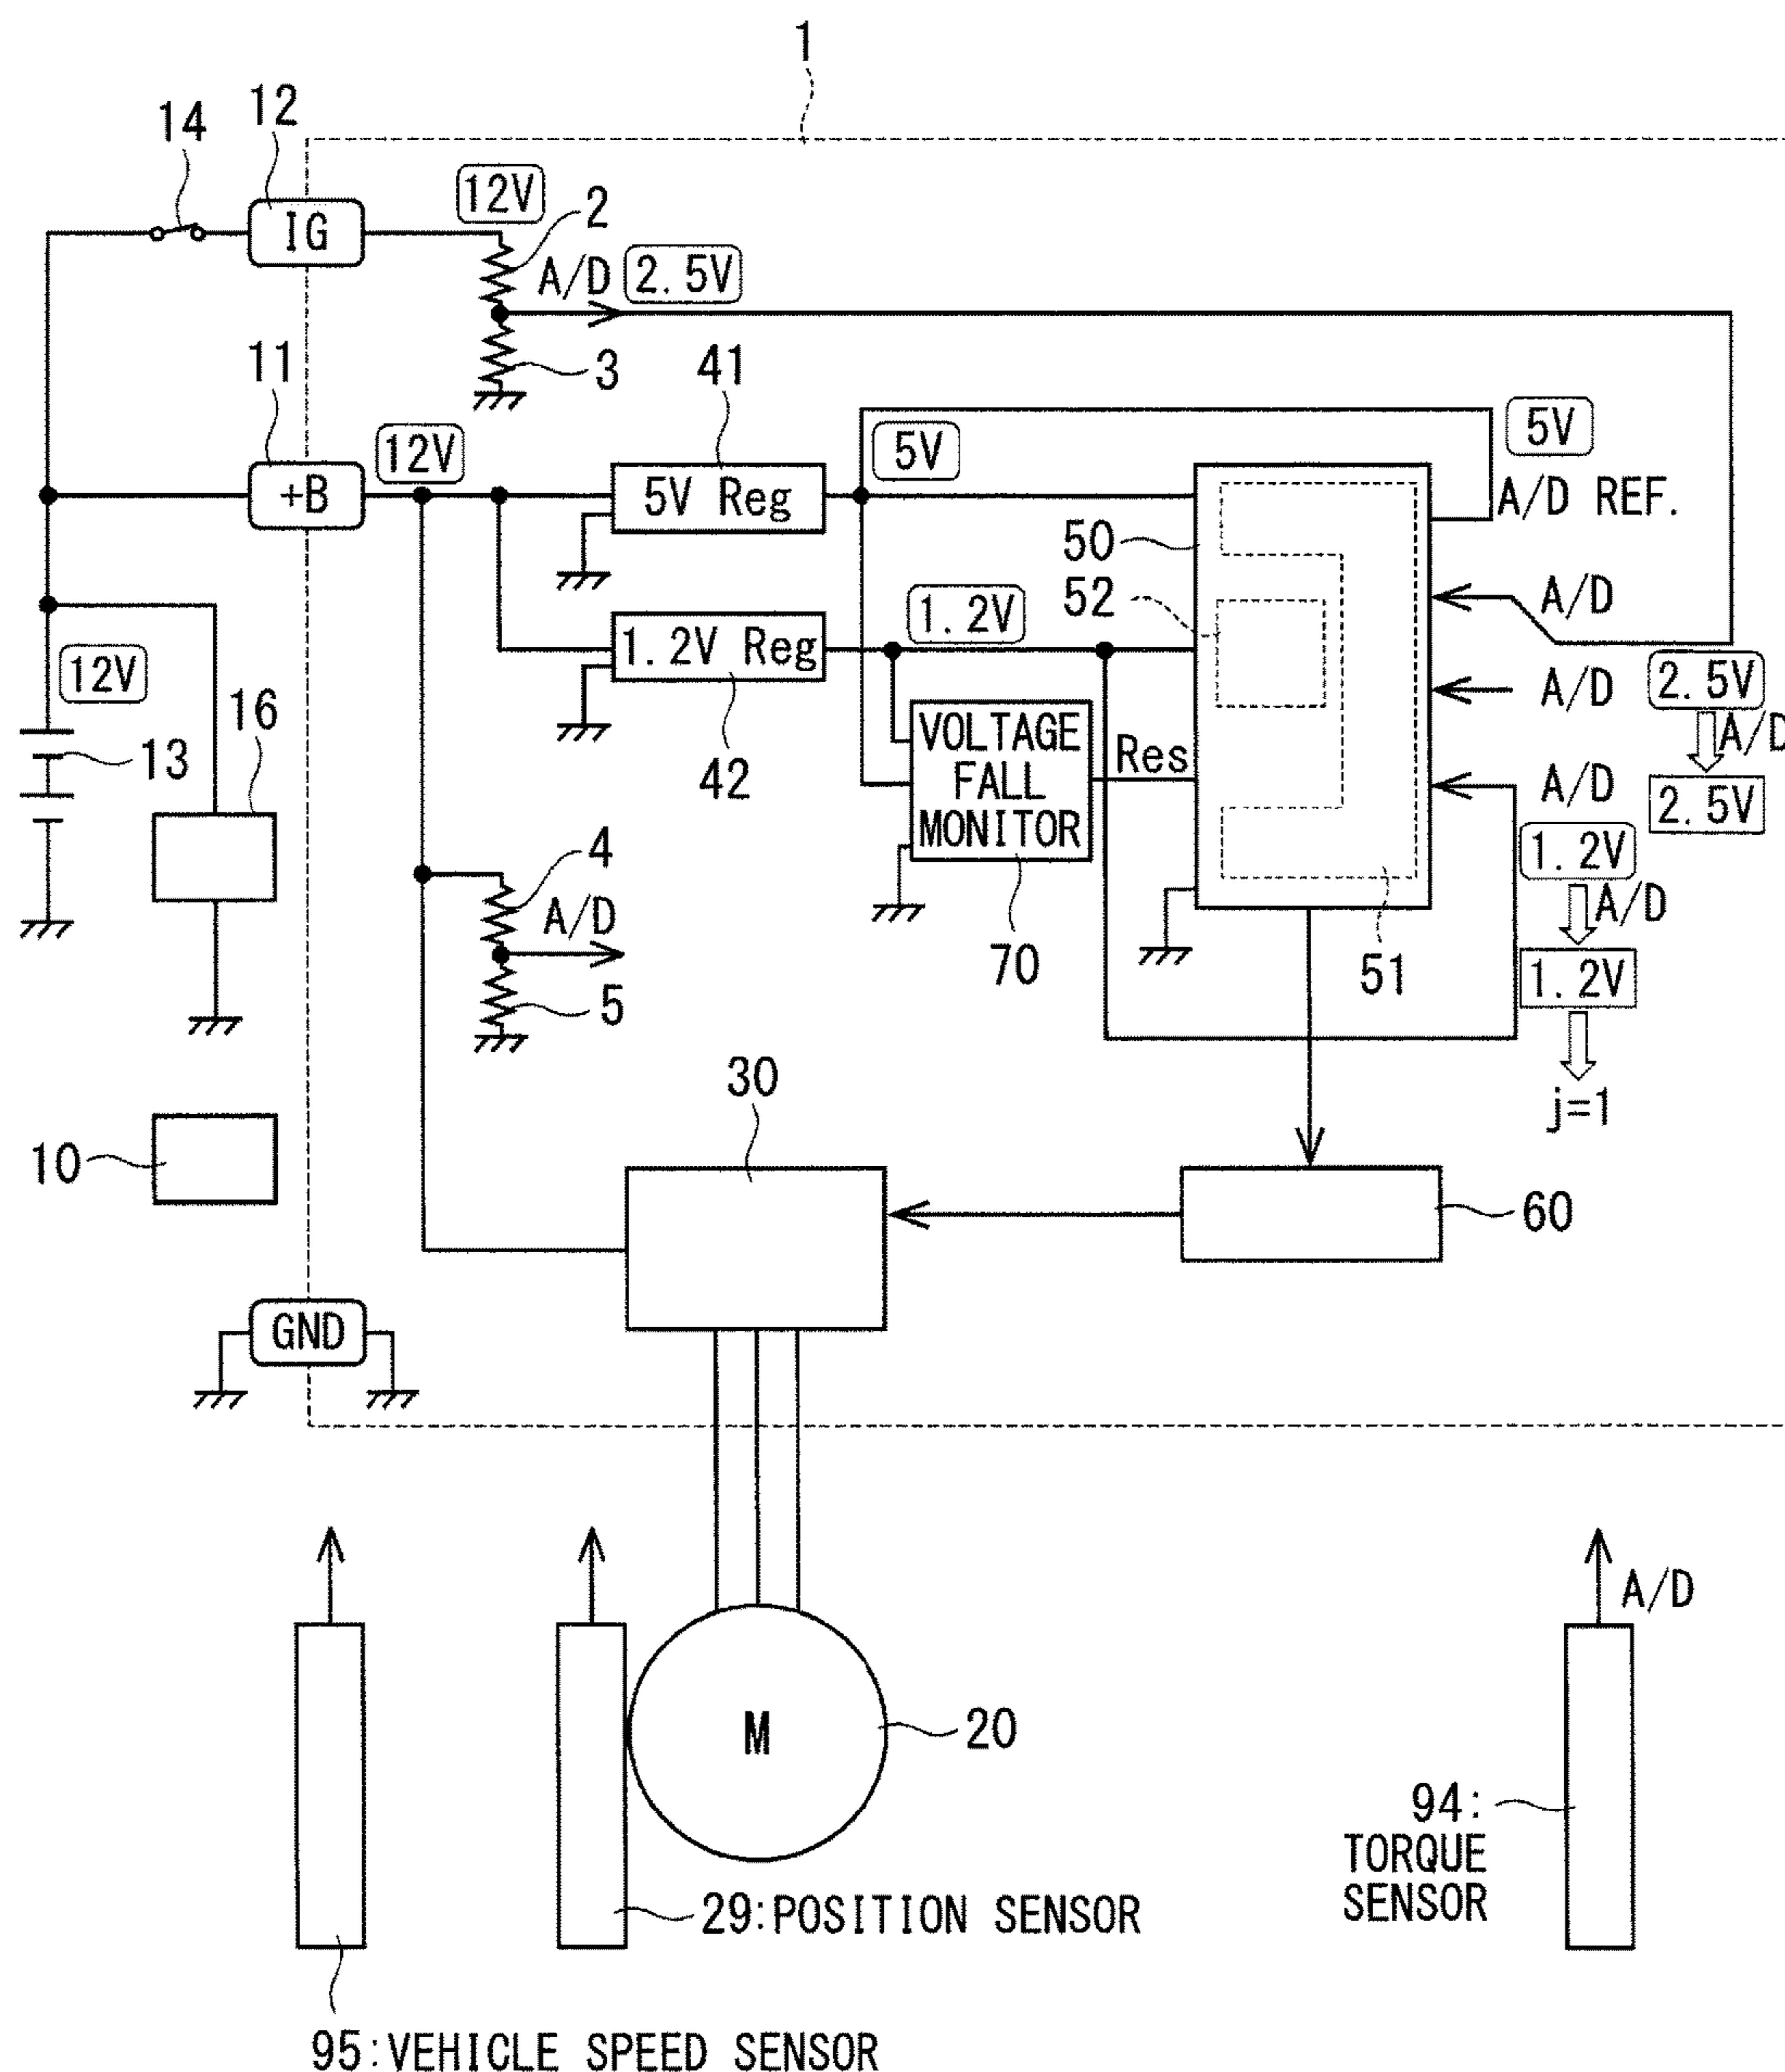 1
12
14
12V
2
IG
A/D
2.5V
11
3
41
12V
5V
5V
+B
5V Reg
A/D REF.
50
52
1.2V
A/D
1.2V Reg
12V
16
A/D
2.5V
A/D
VOLTAGE
FALL
MONITOR
Res
13
42
A/D
2.5V
4
1.2V
A/D
A/D
70
51
1.2V
5
30
j=1
10
60
GND
A/D
M
20
94:
TORQUE
SENSOR
29:POSITION SENSOR
95:VEHICLE SPEED SENSOR